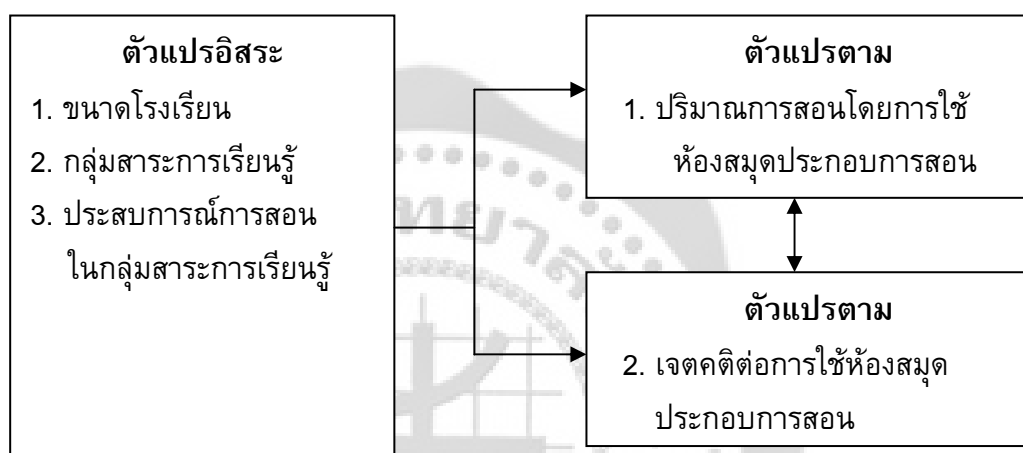 ตัวแปรอิสระ
1. ขนาดโรงเรียน
2. กลุ่มสาระการเรียนรู้
3. ประสบการณ์การสอน
ในกลุ่มสาระการเรียนรู้
ตัวแปรตาม
1. ปริมาณการสอนโดยการใช้
ห้องสมุดประกอบการสอน
ตัวแปรตาม
2. เจตคติต่อการใช้ห้องสมุด
ประกอบการสอน